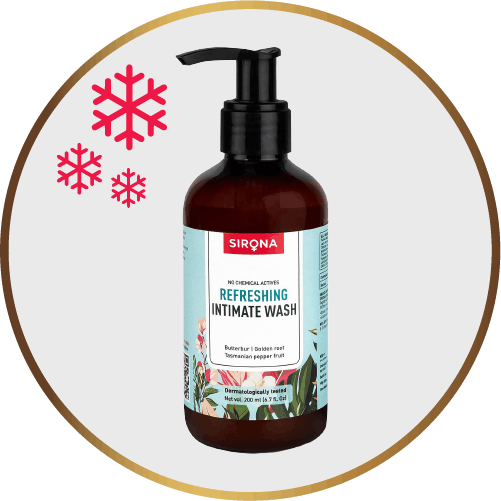 SIRONA
NO CHEMICAL ACTIVES
REFRESHING
INTIMATE WASH
Butterbur | Golden root
Tasmanian pepper fruit
Dermatologically tested
Net vol. 200 ml (6.7 fl. Oz)